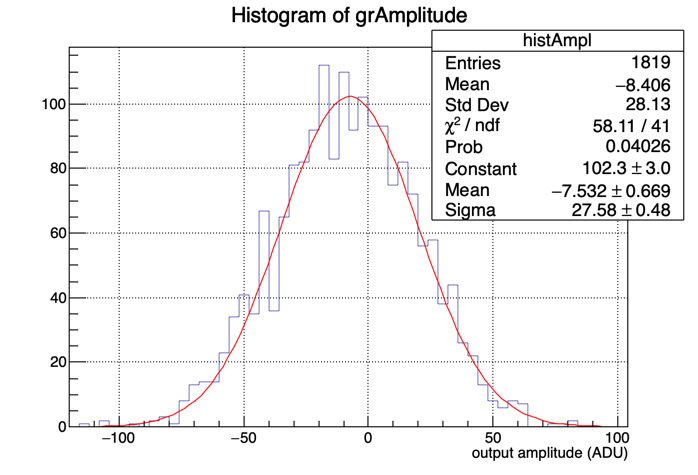 Histogram of grAmplitude
histAmpl
Entries 1819
Mean −8.406
Std Dev 28.13
χ² / ndf 58.11 / 41
Prob 0.04026
Constant 102.3 ± 3.0
Mean −7.532 ± 0.669
Sigma 27.58 ± 0.48
100
80
60
40
20
0
−100 −50 0 50 100
output amplitude (ADU)